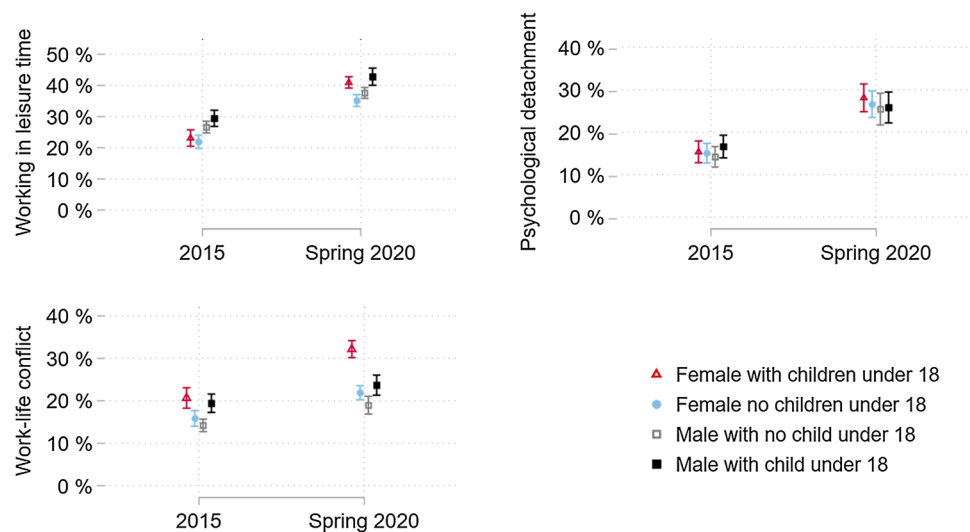 Working in leisure time
50 %
40 %
30 %
20 %
10 %
0 %
2015
Spring 2020
Psychological detachment
40 %
30 %
20 %
10 %
0 %
2015
Spring 2020
Work-life conflict
40 %
30 %
20 %
10 %
0 %
2015
Spring 2020
Female with children under 18
Female no children under 18
Male with no child under 18
Male with child under 18